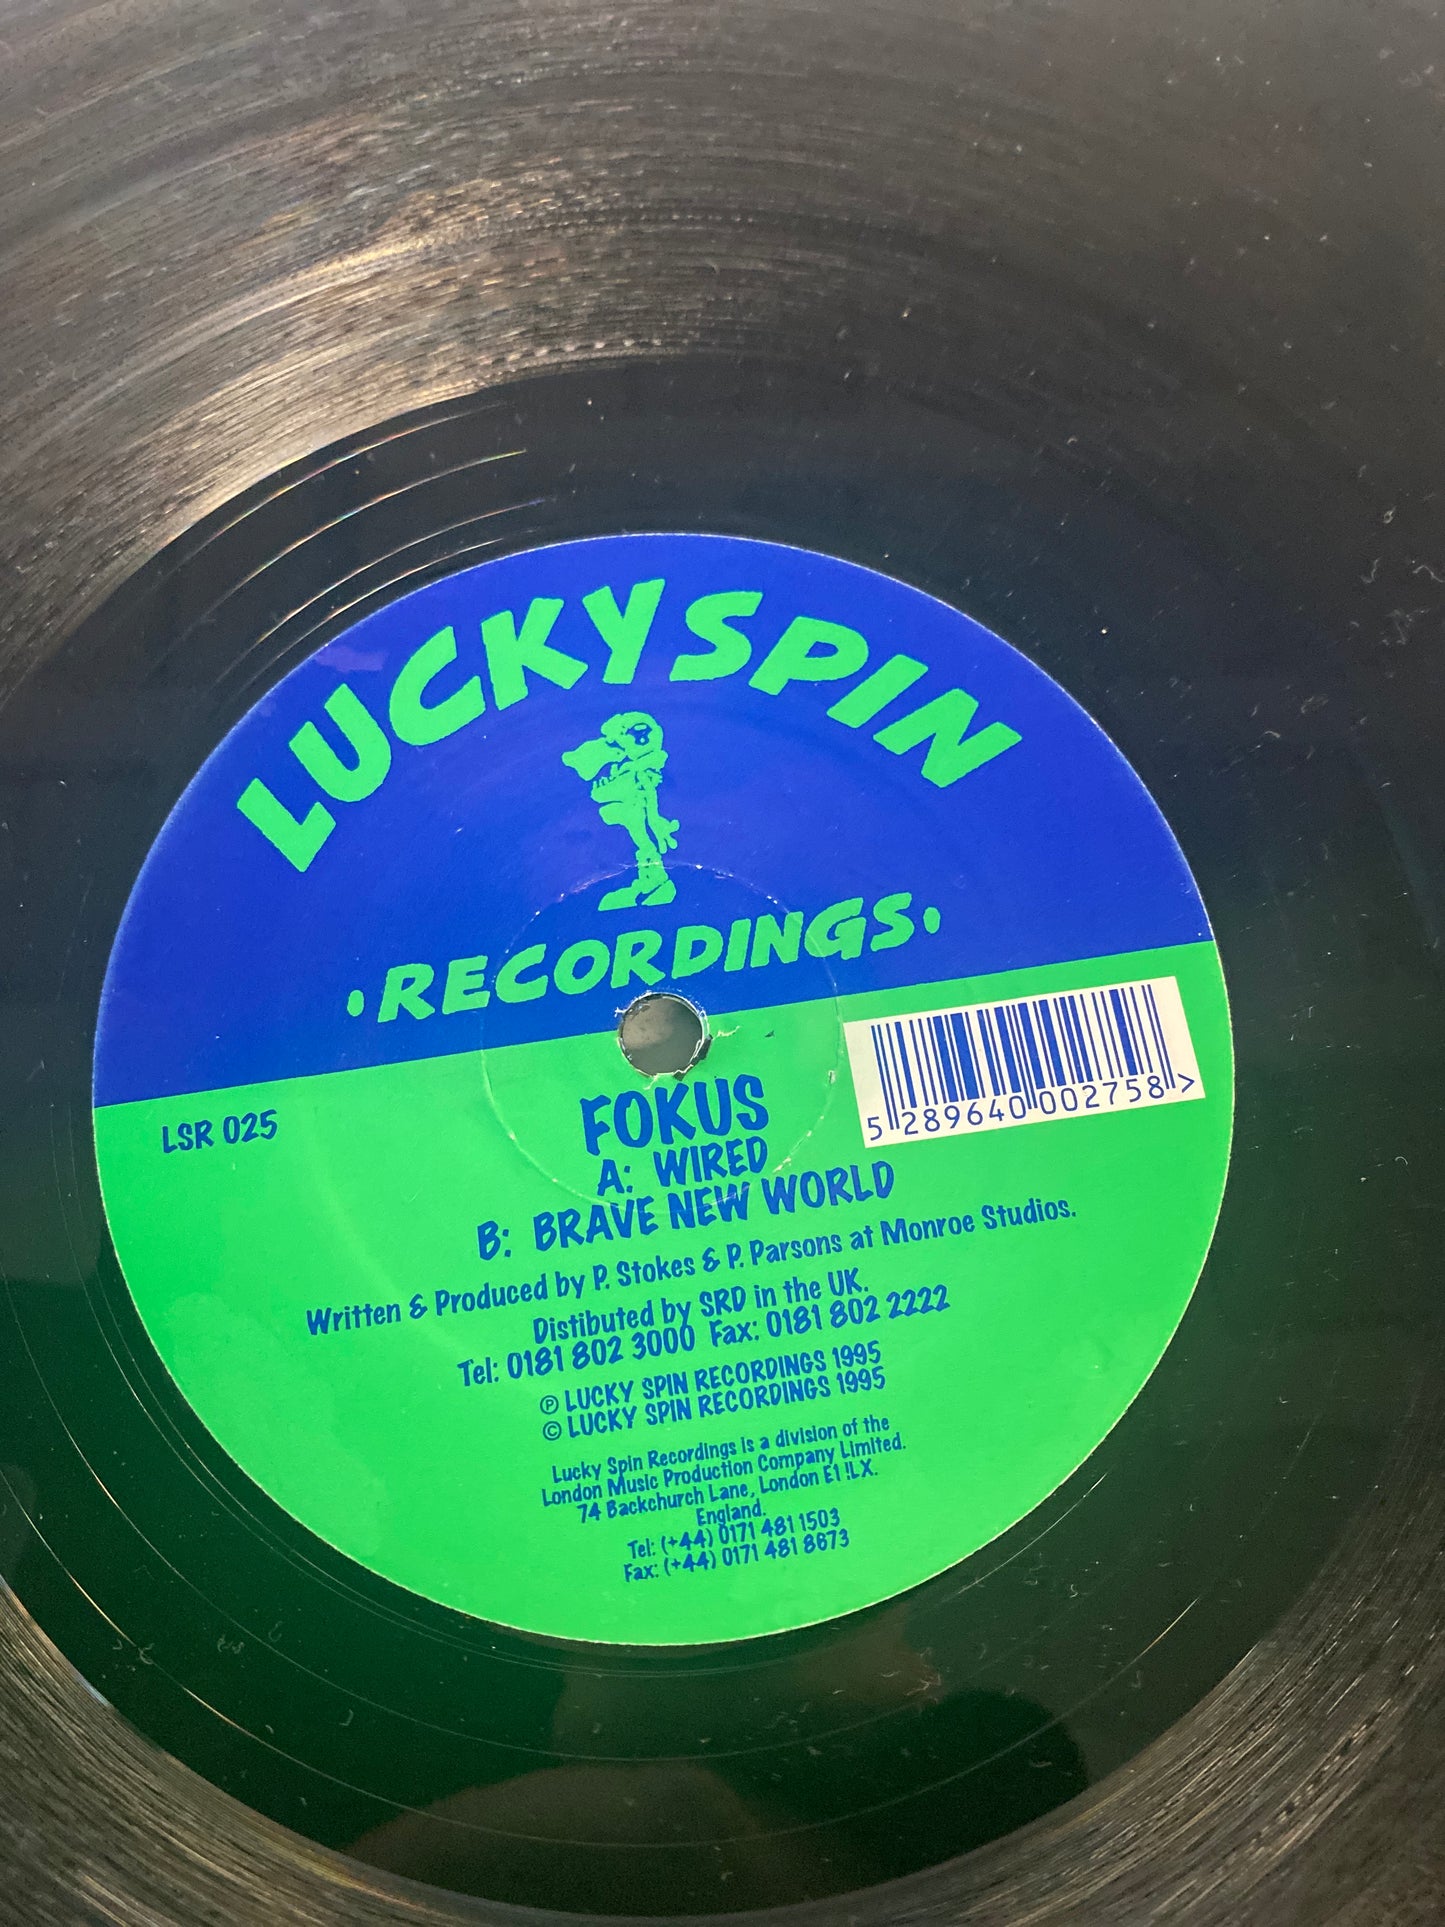 LUCKYSPIN
·RECORDINGS·
LSR 025
5 289640 002758 >
FOKUS
A: WIRED
B: BRAVE NEW WORLD
Written & Produced by P. Stokes & P. Parsons at Monroe Studios.
Distibuted by SRD in the UK.
Tel: 0181 802 3000 Fax: 0181 802 2222
℗ LUCKY SPIN RECORDINGS 1995
© LUCKY SPIN RECORDINGS 1995
Lucky Spin Recordings is a division of the
London Music Production Company Limited.
74 Backchurch Lane, London E1 !LX.
England.
Tel: (+44) 0171 481 1503
Fax: (+44) 0171 481 8673